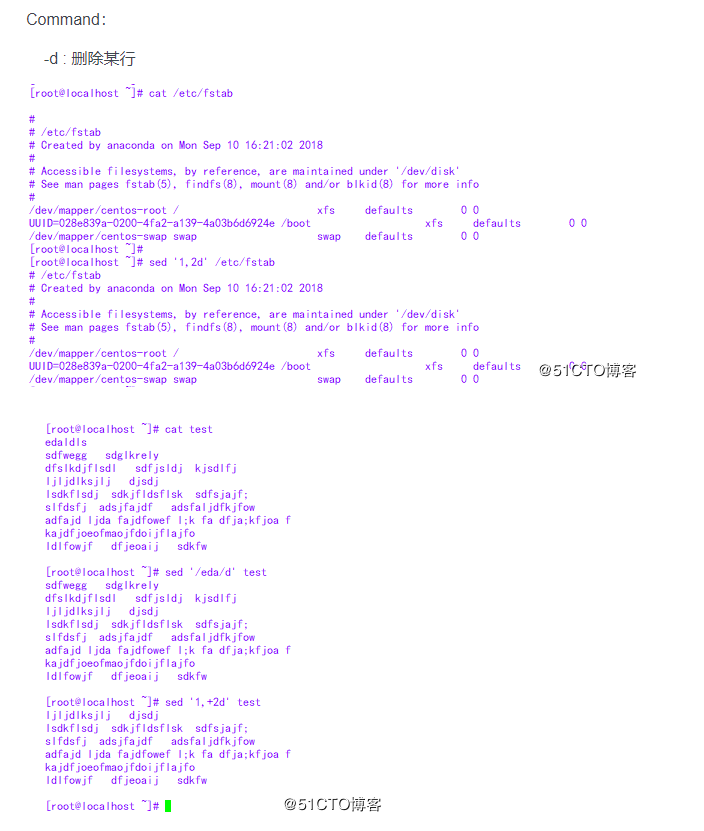 Command：
-d : 删除某行
[root@localhost ~]# cat /etc/fstab
#
# /etc/fstab
# Created by anaconda on Mon Sep 10 16:21:02 2018
#
# Accessible filesystems, by reference, are maintained under '/dev/disk'
# See man pages fstab(5), findfs(8), mount(8) and/or blkid(8) for more info
#
/dev/mapper/centos-root / xfs defaults 0 0
UUID=028e839a-0200-4fa2-a139-4a03b6d6924e /boot xfs defaults 0 0
/dev/mapper/centos-swap swap swap defaults 0 0
[root@localhost ~]#
[root@localhost ~]# sed '1,2d' /etc/fstab
# /etc/fstab
# Created by anaconda on Mon Sep 10 16:21:02 2018
#
# Accessible filesystems, by reference, are maintained under '/dev/disk'
# See man pages fstab(5), findfs(8), mount(8) and/or blkid(8) for more info
#
/dev/mapper/centos-root / xfs defaults 0 0
UUID=028e839a-0200-4fa2-a139-4a03b6d6924e /boot xfs defaults 0 0
@51CTO博客
/dev/mapper/centos-swap swap swap defaults 0 0
[root@localhost ~]# cat test
edaldls
sdfwegg sdglkrely
dfslkdjflsdl sdfjsldj kjsdlfj
ljljdlksjlj djsdj
lsdkflsdj sdkjfldsflsk sdfsjajf;
slfdsfj adsjfajdf adsfaljdfkjfow
adfajd ljda fajdfowef l;k fa dfja;kfjoa f
kajdfjoeofmaojfdoijflajfo
ldlfowjf dfjeoaij sdkfw
[root@localhost ~]# sed '/eda/d' test
sdfwegg sdglkrely
dfslkdjflsdl sdfjsldj kjsdlfj
ljljdlksjlj djsdj
lsdkflsdj sdkjfldsflsk sdfsjajf;
slfdsfj adsjfajdf adsfaljdfkjfow
adfajd ljda fajdfowef l;k fa dfja;kfjoa f
kajdfjoeofmaojfdoijflajfo
ldlfowjf dfjeoaij sdkfw
[root@localhost ~]# sed '1,+2d' test
ljljdlksjlj djsdj
lsdkflsdj sdkjfldsflsk sdfsjajf;
slfdsfj adsjfajdf adsfaljdfkjfow
adfajd ljda fajdfowef l;k fa dfja;kfjoa f
kajdfjoeofmaojfdoijflajfo
ldlfowjf dfjeoaij sdkfw
[root@localhost ~]#
@51CTO博客